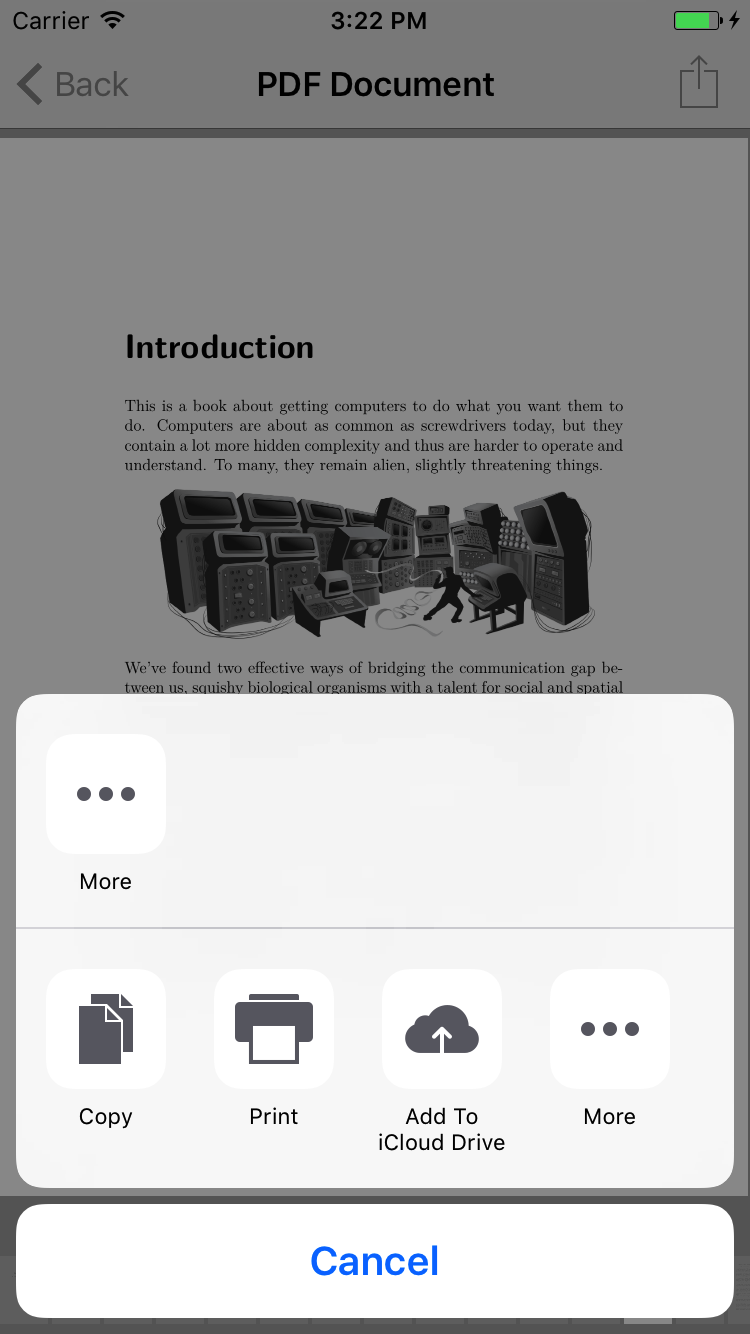 Carrier 3:22 PM
Back PDF Document
Introduction
This is a book about getting computers to do what you want them to
do. Computers are about as common as screwdrivers today, but they
contain a lot more hidden complexity and thus are harder to operate and
understand. To many, they remain alien, slightly threatening things.
We've found two effective ways of bridging the communication gap be-
tween us, squishy biological organisms with a talent for social and spatial
More
Copy Print Add To More
iCloud Drive
Cancel